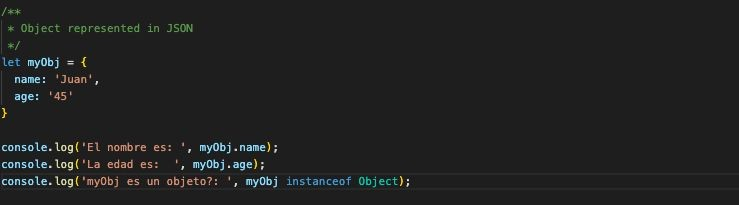 /**
 * Object represented in JSON
 */
let myObj = {
  name: 'Juan',
  age: '45'
}

console.log('El nombre es: ', myObj.name);
console.log('La edad es:  ', myObj.age);
console.log('myObj es un objeto?: ', myObj instanceof Object);